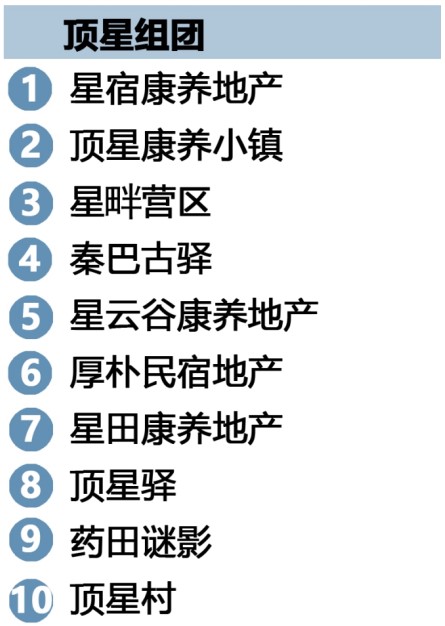 顶星组团
1 星宿康养地产
2 顶星康养小镇
3 星畔营区
4 秦巴古驿
5 星云谷康养地产
6 厚朴民宿地产
7 星田康养地产
8 顶星驿
9 药田谜影
10 顶星村